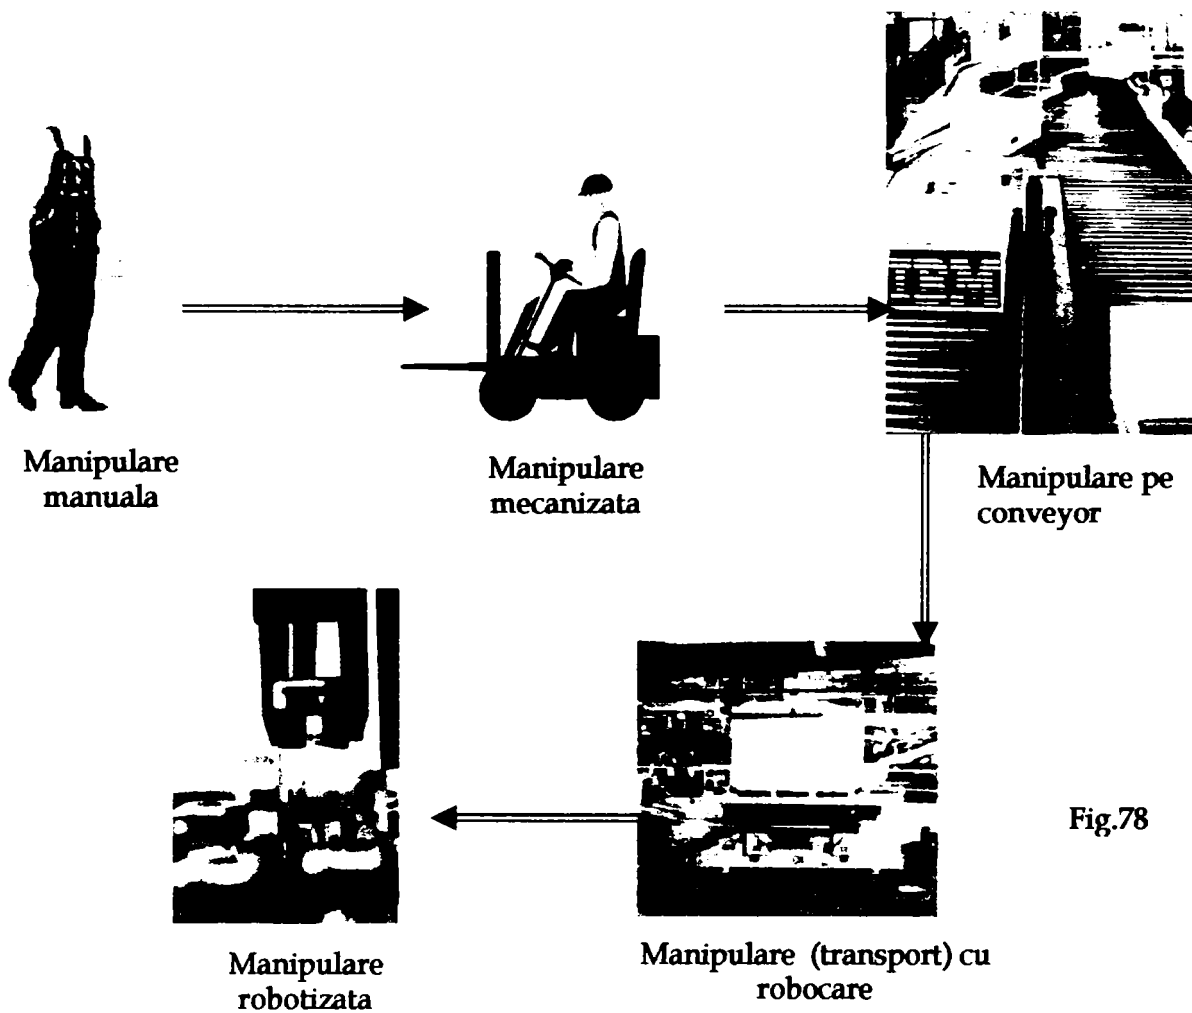 Manipulare
manuala
Manipulare
mecanizata
Manipulare pe
conveyor
Fig.78
Manipulare
robotizata
Manipulare (transport) cu
robocare